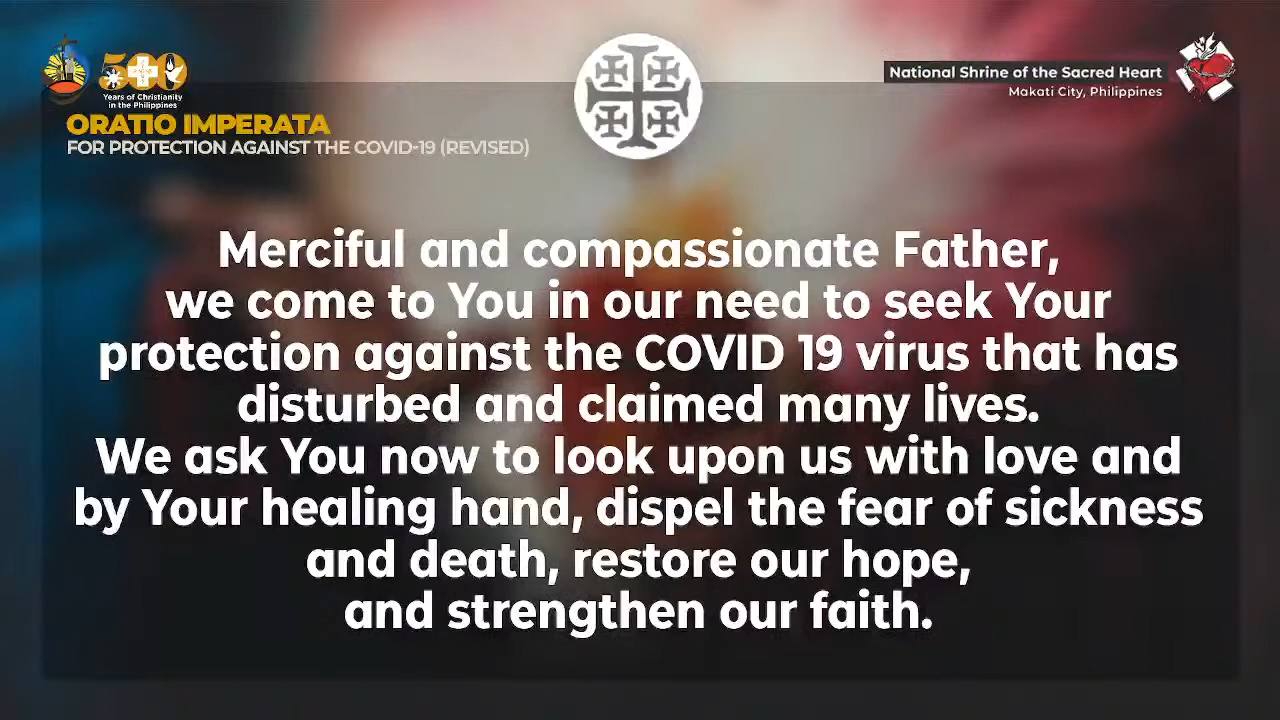 500
Years of Christianity
in the Philippines
ORATIO IMPERATA
FOR PROTECTION AGAINST THE COVID-19 (REVISED)
National Shrine of the Sacred Heart
Makati City, Philippines
Merciful and compassionate Father,
we come to You in our need to seek Your
protection against the COVID 19 virus that has
disturbed and claimed many lives.
We ask You now to look upon us with love and
by Your healing hand, dispel the fear of sickness
and death, restore our hope,
and strengthen our faith.